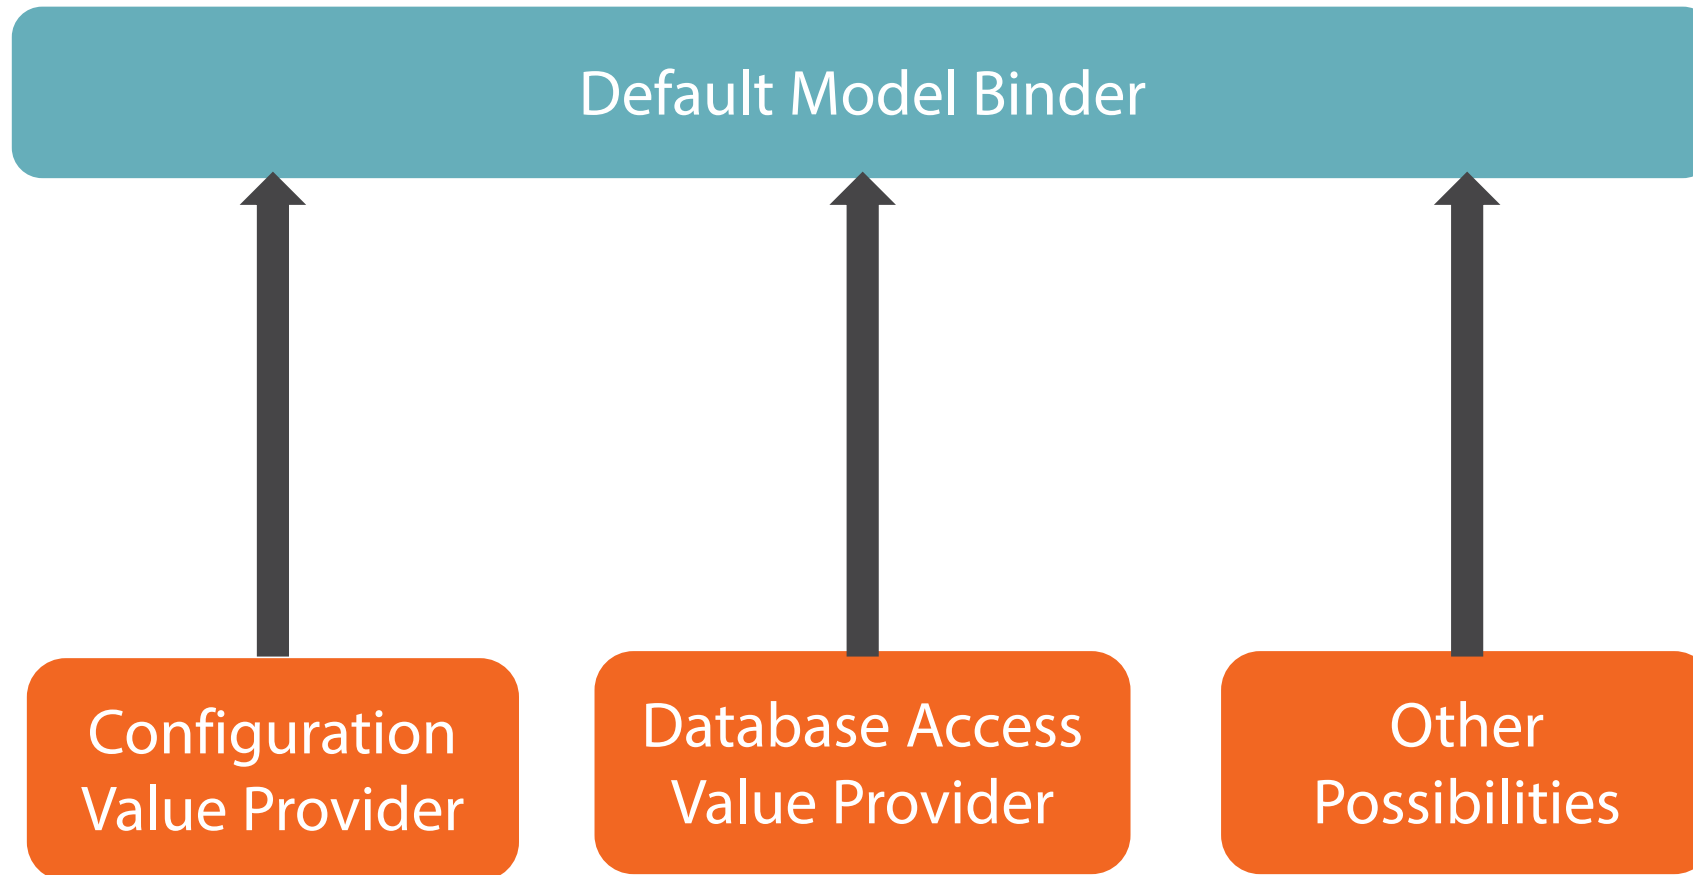 Default Model Binder
Configuration
Value Provider
Database Access
Value Provider
Other
Possibilities